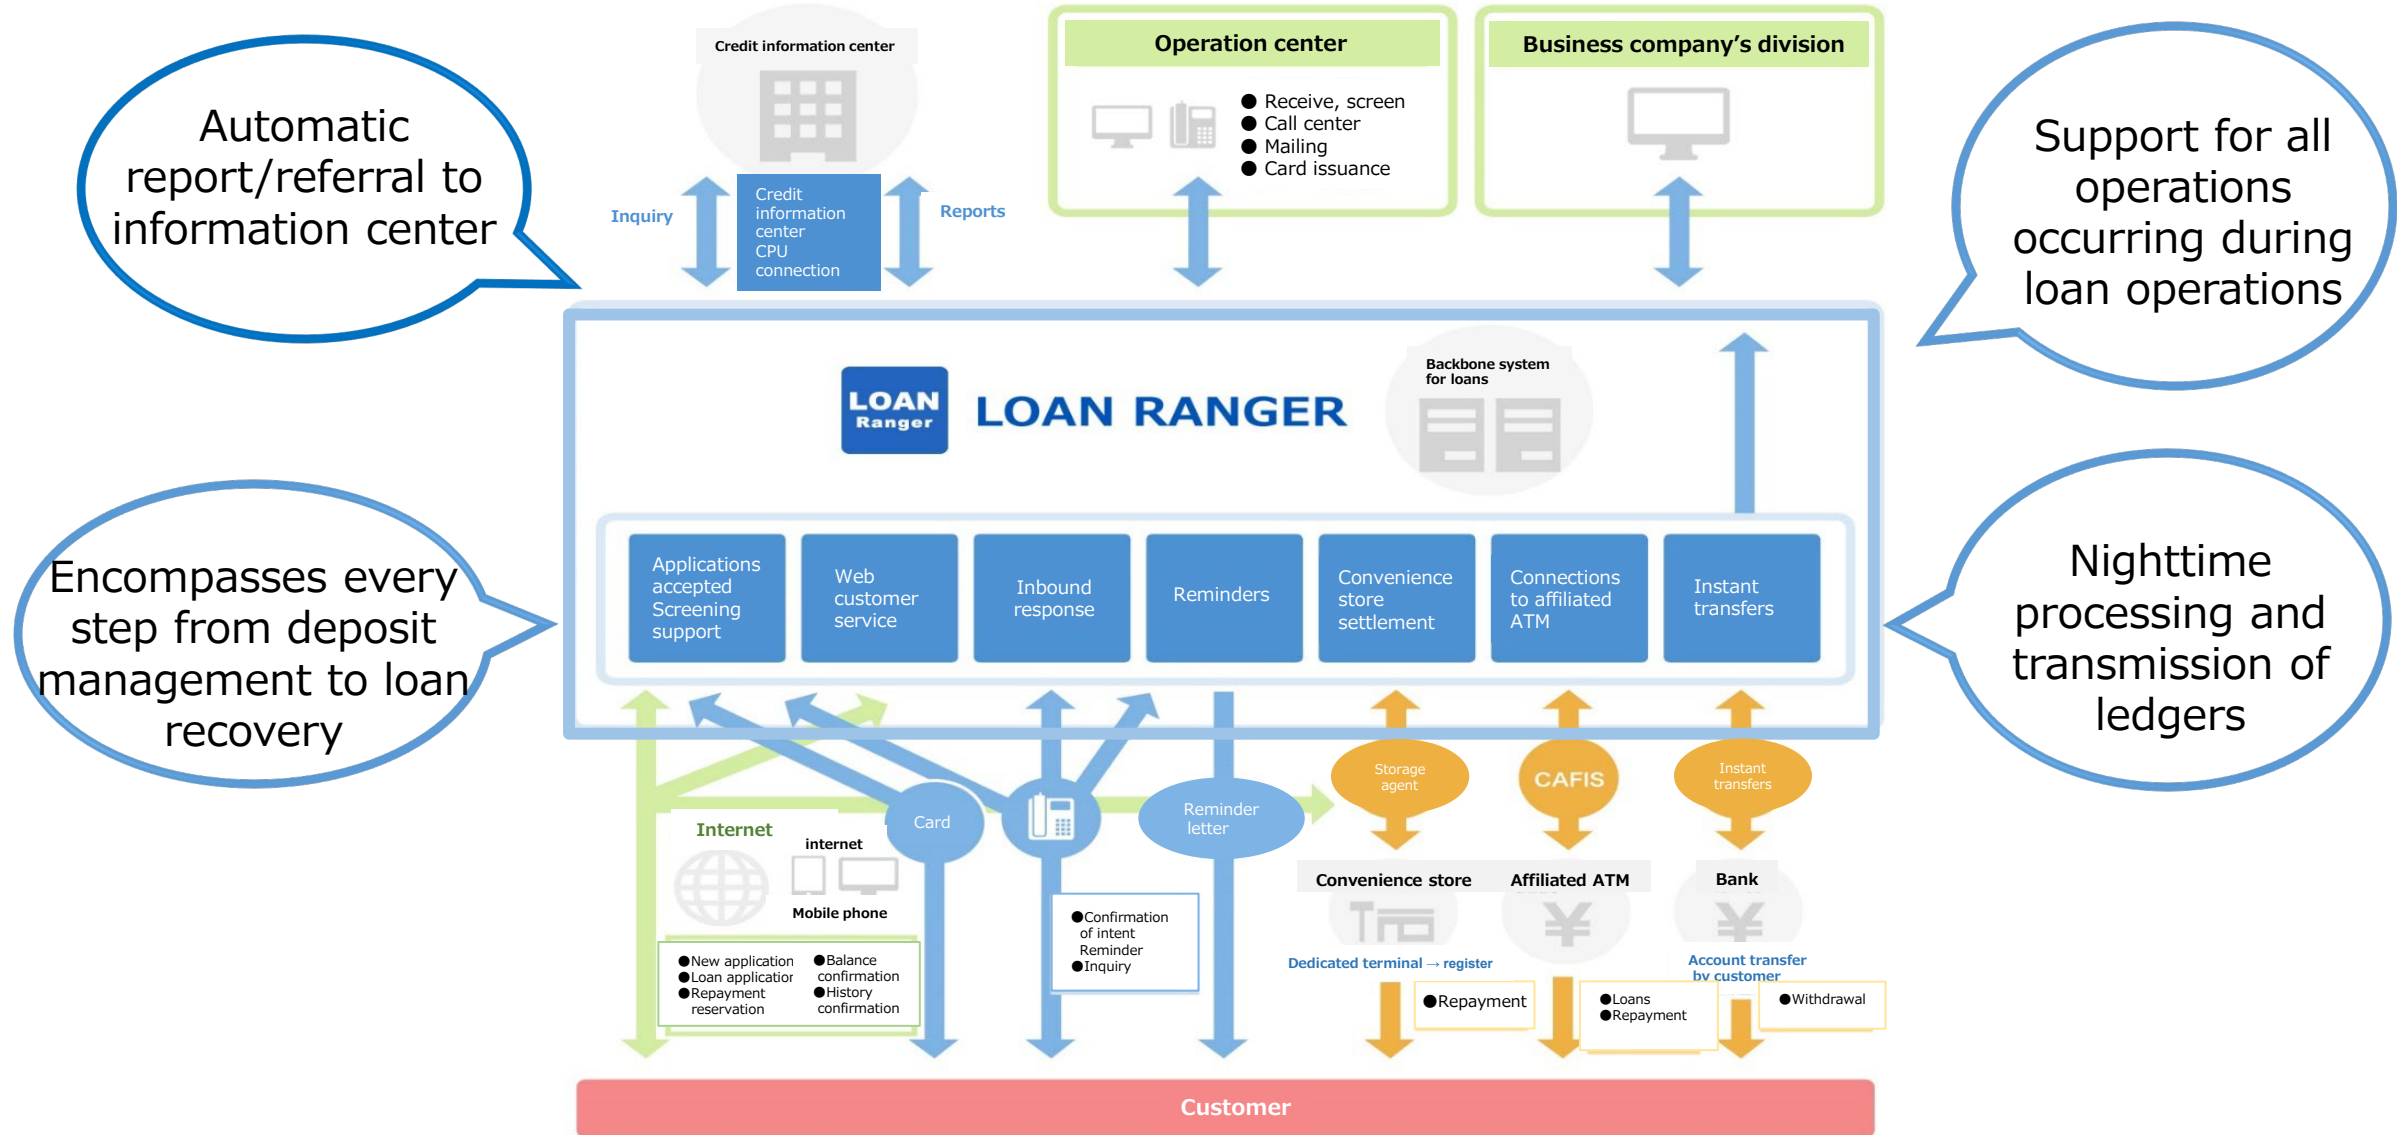 Credit information center
Operation center
Business company’s division
● Receive, screen
● Call center
● Mailing
● Card issuance
Automatic
report/referral to
information center
Support for all
operations
occurring during
loan operations
Inquiry
Credit
information
center
CPU
connection
Reports
LOAN
Ranger
LOAN RANGER
Backbone system
for loans
Encompasses every
step from deposit
management to loan
recovery
Applications
accepted
Screening
support
Web
customer
service
Inbound
response
Reminders
Convenience
store
settlement
Connections
to affiliated
ATM
Instant
transfers
Nighttime
processing and
transmission of
ledgers
Storage
agent
CAFIS
Instant
transfers
Internet
internet
Mobile phone
Card
Reminder
letter
Convenience store
Affiliated ATM
Bank
●New application
●Loan application
●Repayment
reservation
●Balance
confirmation
●History
confirmation
●Confirmation
of intent
Reminder
●Inquiry
Dedicated terminal → register
Account transfer
by customer
●Repayment
●Loans
●Repayment
●Withdrawal
Customer